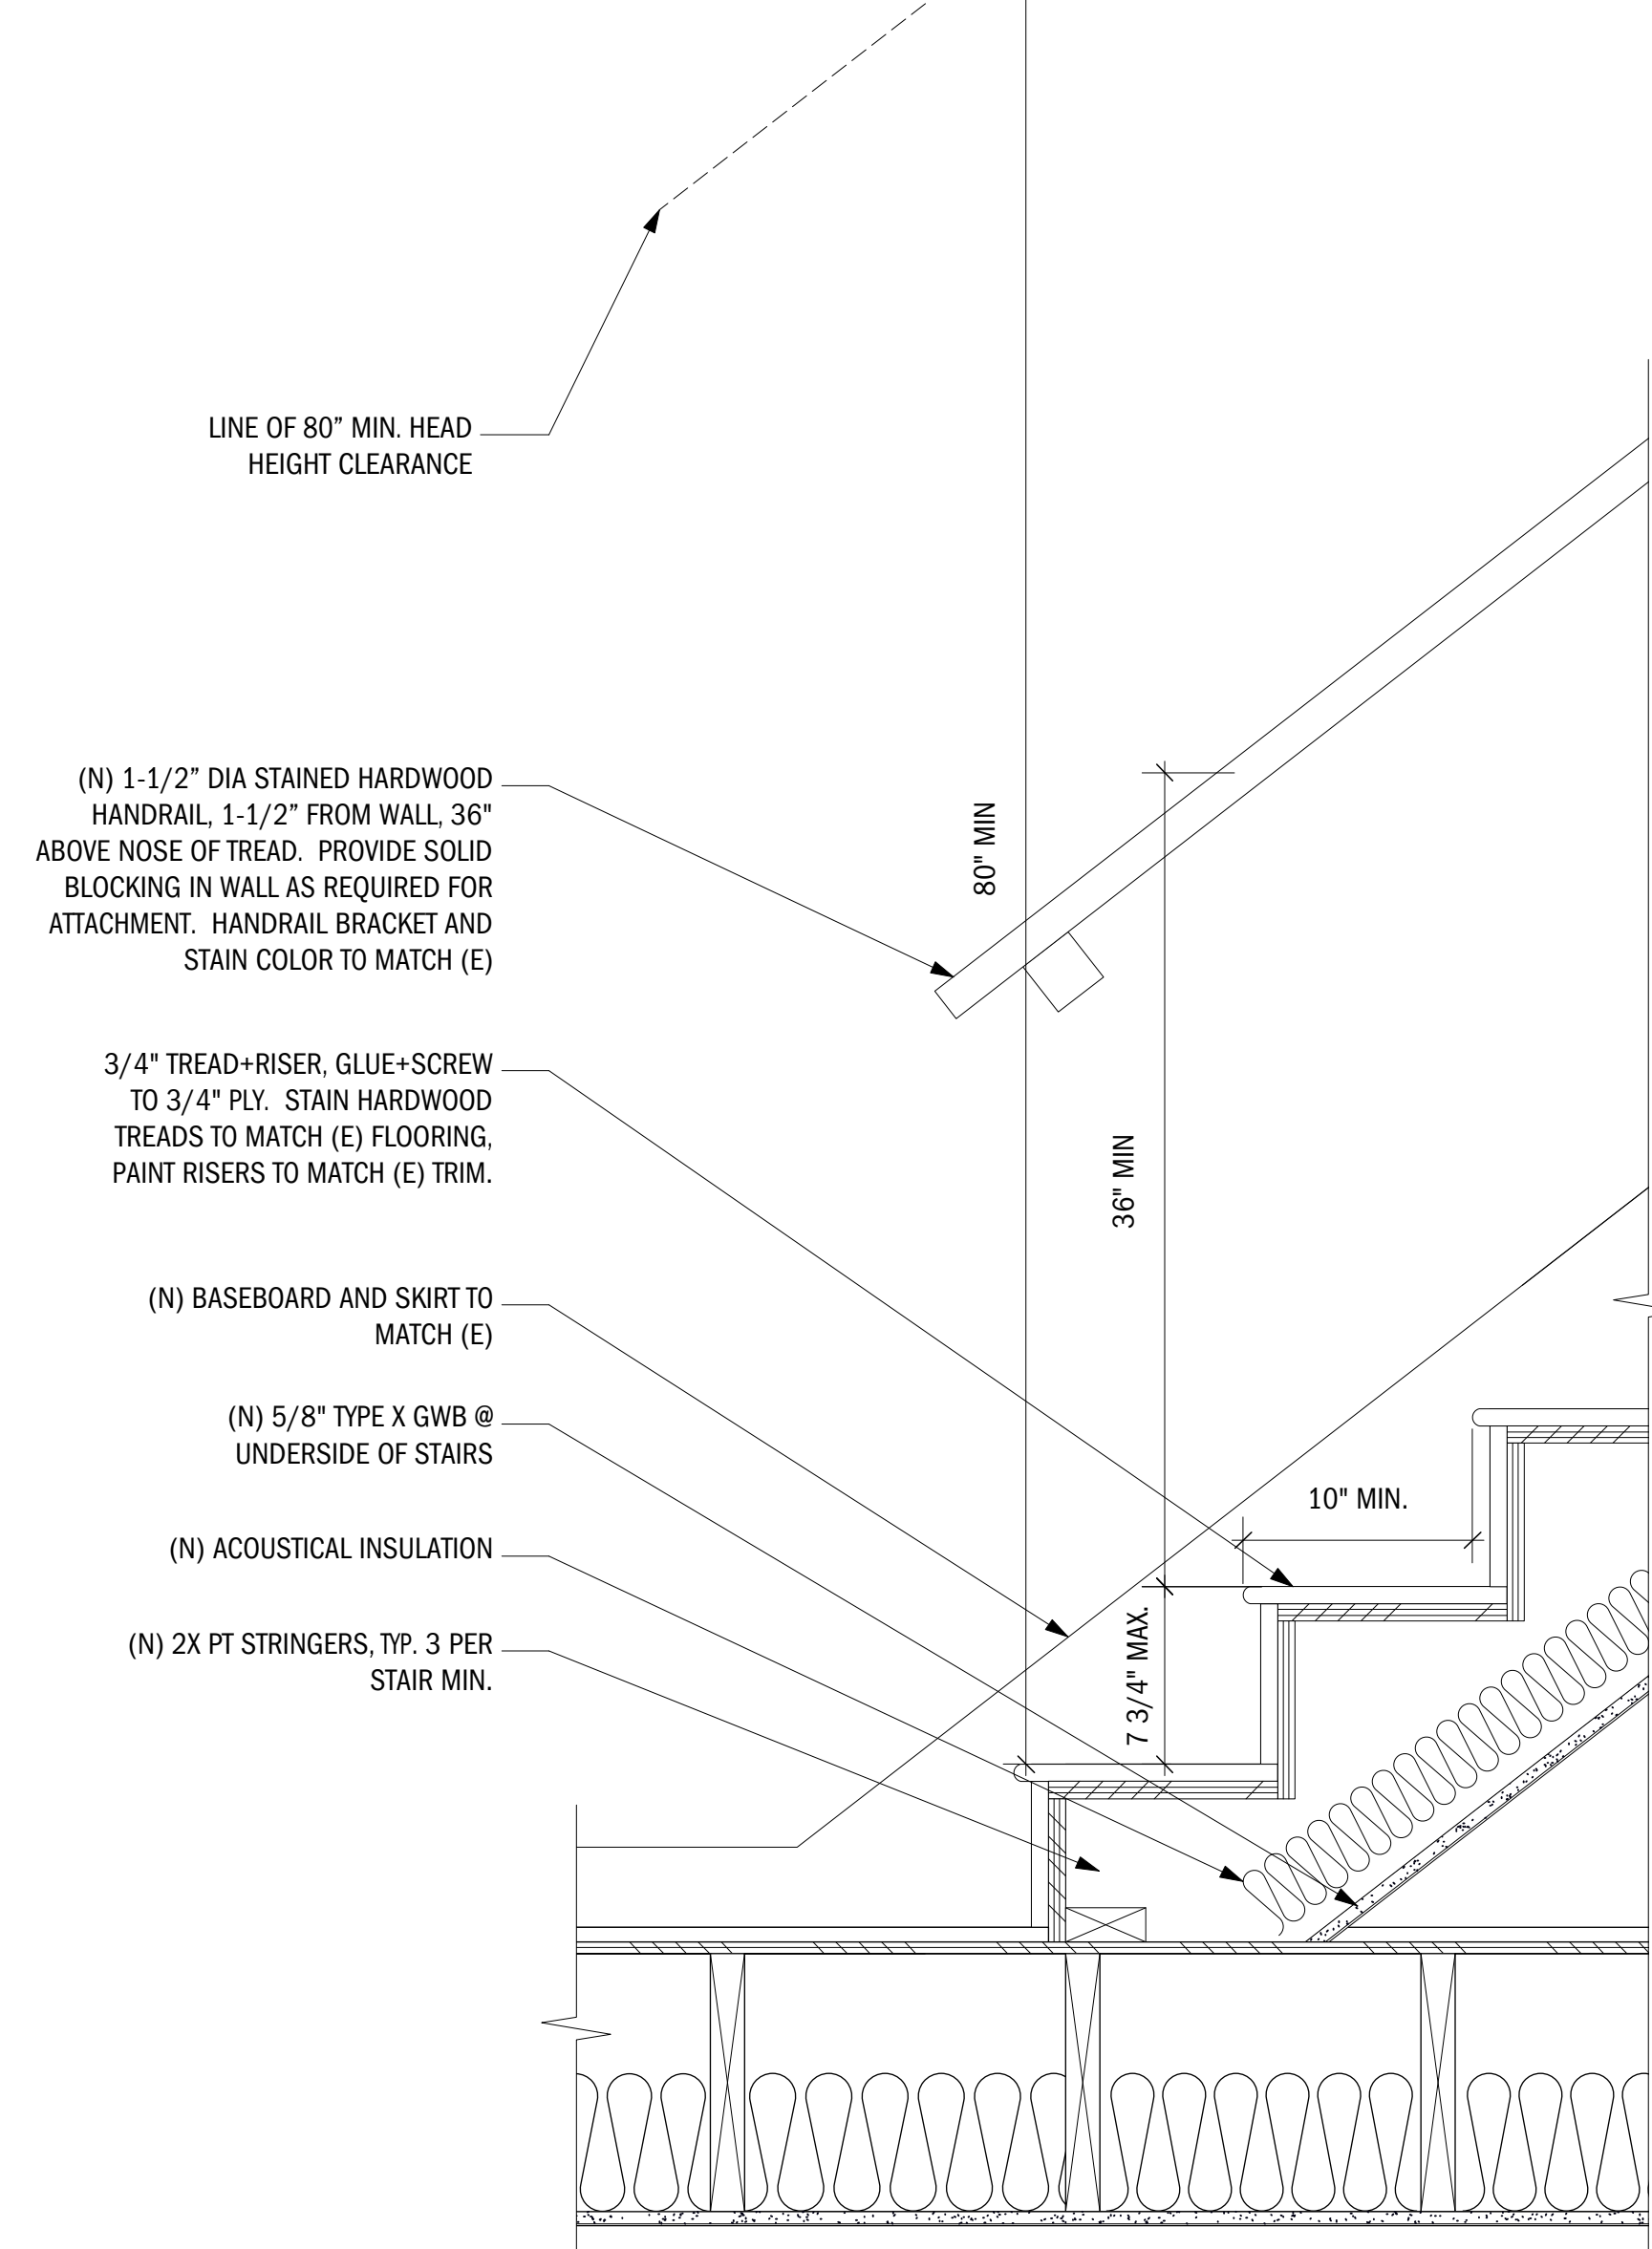 LINE OF 80” MIN. HEAD
HEIGHT CLEARANCE
(N) 1-1/2” DIA STAINED HARDWOOD
HANDRAIL, 1-1/2” FROM WALL, 36"
ABOVE NOSE OF TREAD. PROVIDE SOLID
BLOCKING IN WALL AS REQUIRED FOR
ATTACHMENT. HANDRAIL BRACKET AND
STAIN COLOR TO MATCH (E)
3/4" TREAD+RISER, GLUE+SCREW
TO 3/4" PLY. STAIN HARDWOOD
TREADS TO MATCH (E) FLOORING,
PAINT RISERS TO MATCH (E) TRIM.
(N) BASEBOARD AND SKIRT TO
MATCH (E)
(N) 5/8" TYPE X GWB @
UNDERSIDE OF STAIRS
(N) ACOUSTICAL INSULATION
(N) 2X PT STRINGERS, TYP. 3 PER
STAIR MIN.
80" MIN
36" MIN
10" MIN.
7 3/4" MAX.